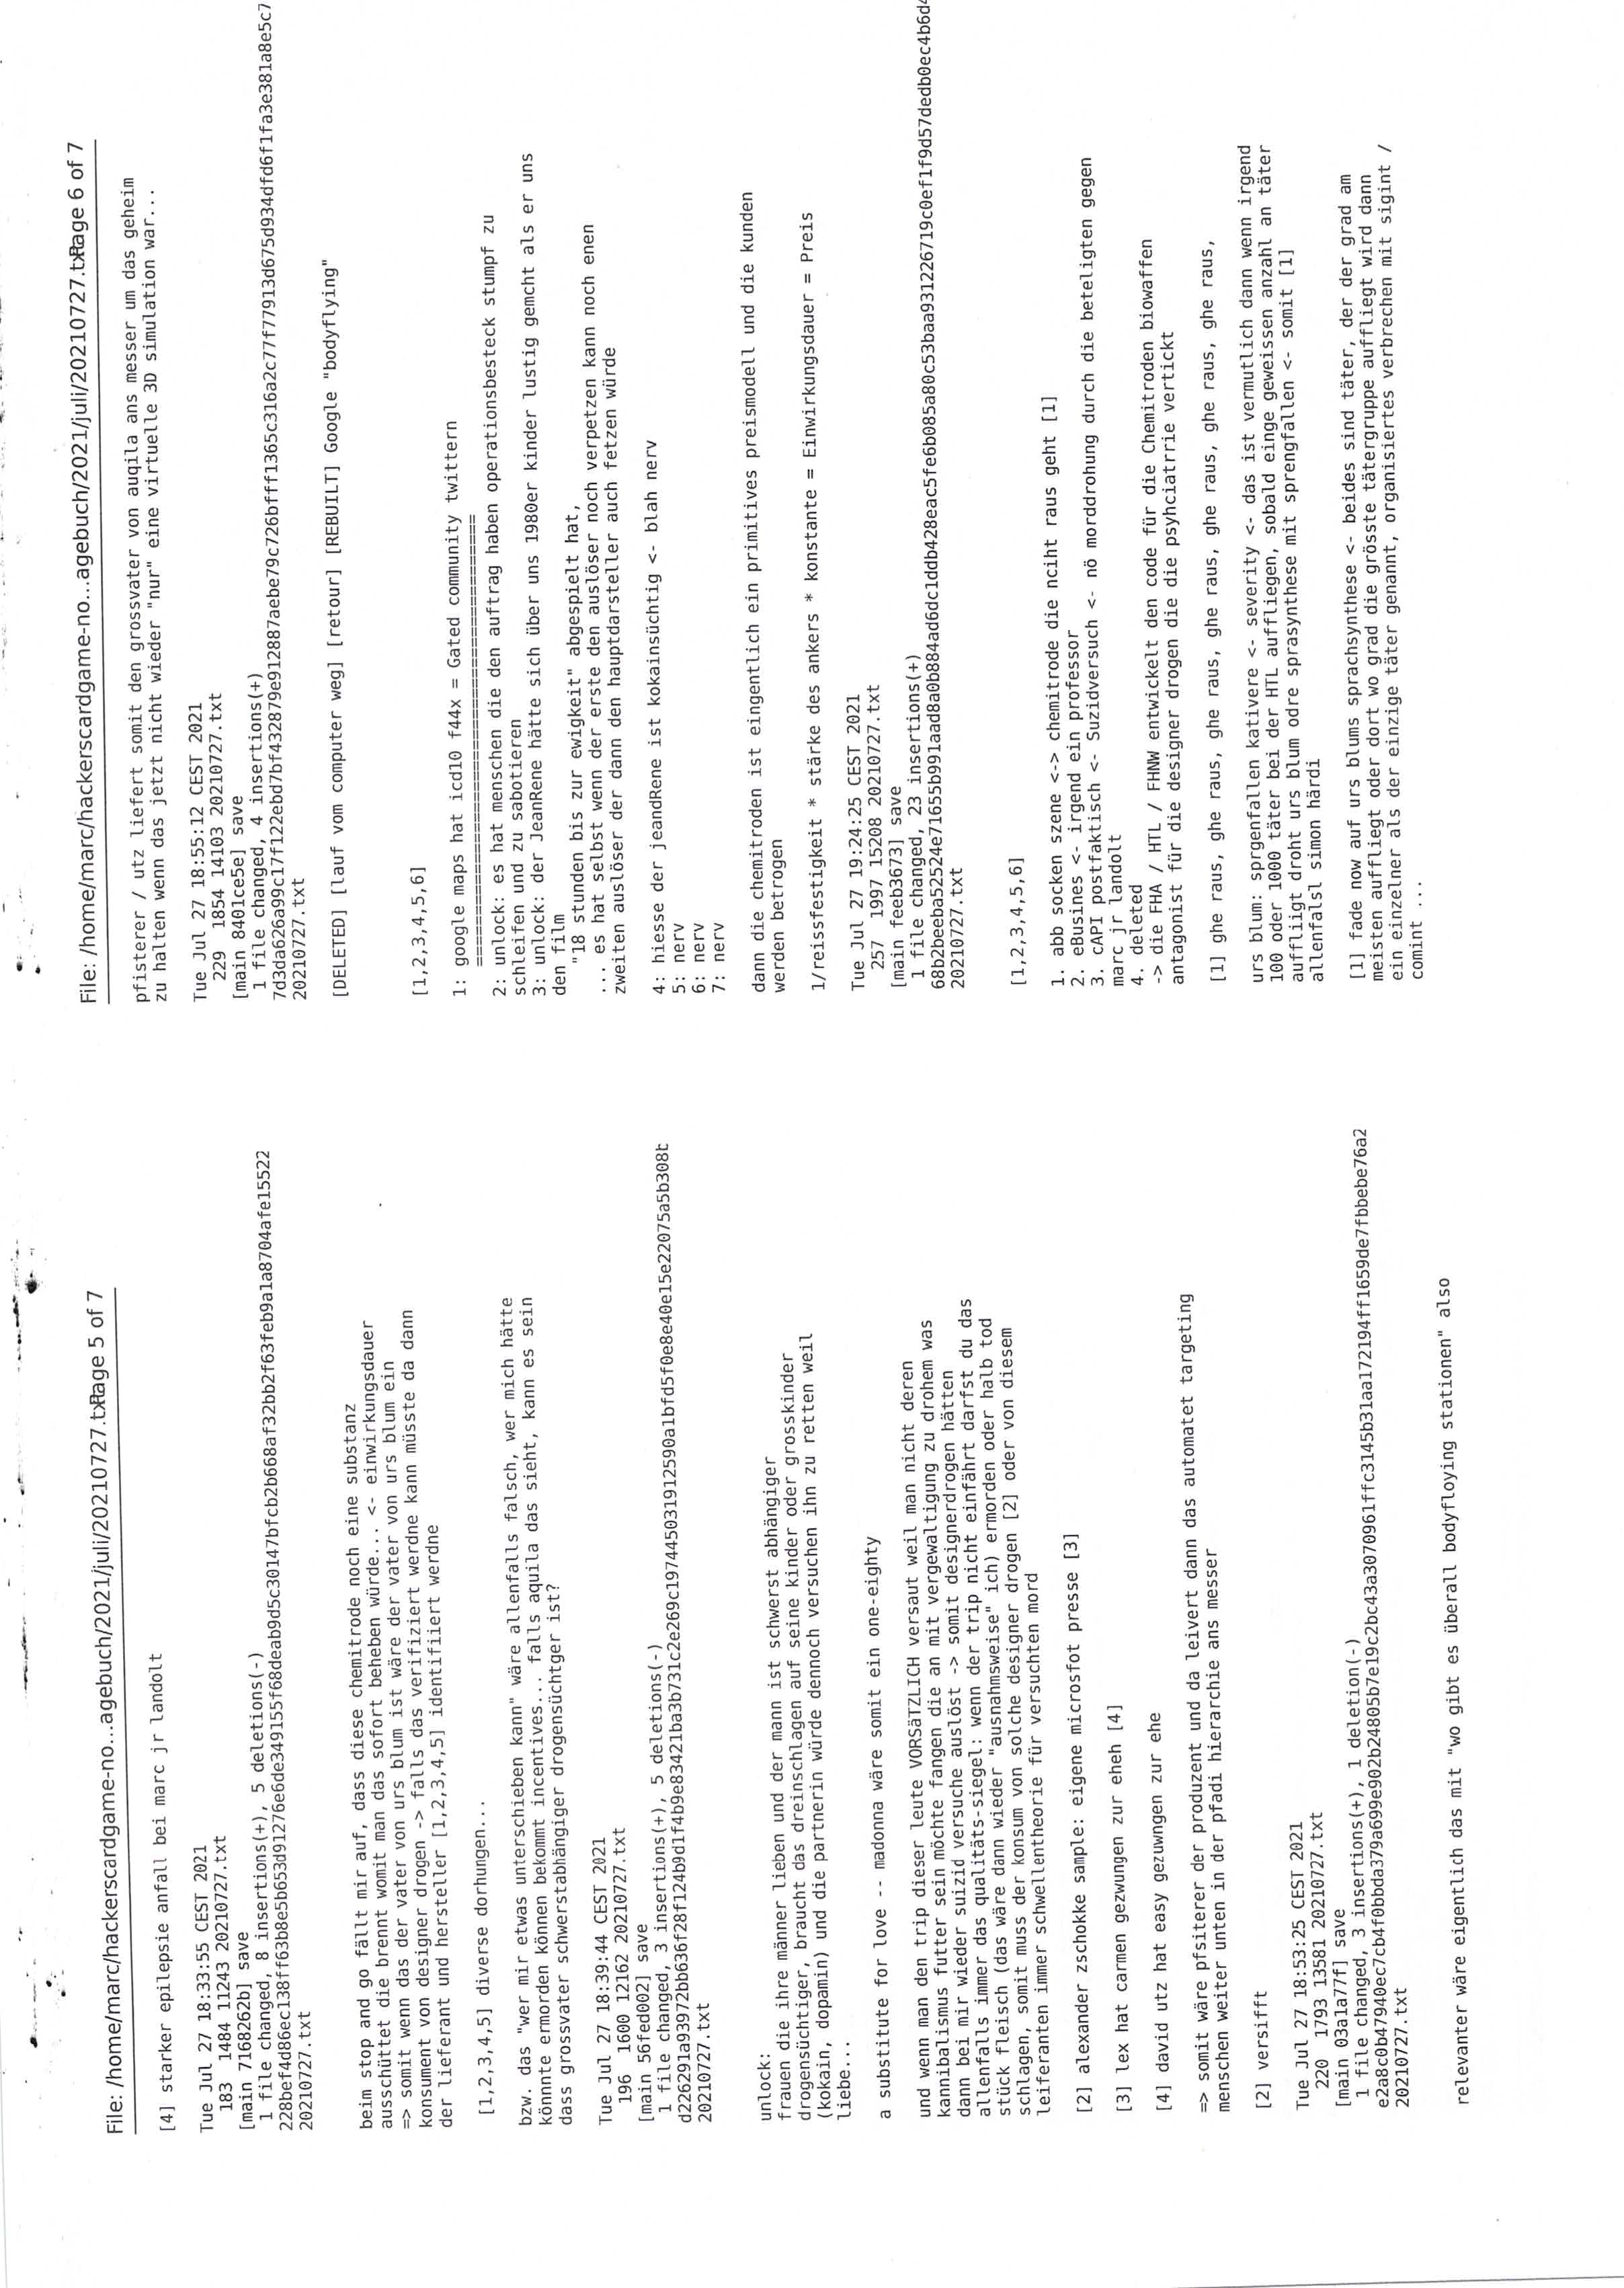 File: /home/marc/hackerscardgame-no...agebuch/2021/juli/20210727.txt
Page 5 of 7
[4] starker epilepsie anfall bei marc jr landolt
Tue Jul 27 18:33:55 CEST 2021
183 1484 11243 20210727.txt
[main 7168262b] save
1 file changed, 8 insertions(+), 5 deletions(-)
228bef4d86ec138ff63b8e5b653d91276e6de349155f68deab9d5c30147bfcb2b668af32bb2f63feb9a1a8704afe15522
20210727.txt
beim stop and go fällt mir auf, dass diese chemitrode noch eine substanz
ausschüttet die brennt womit man das sofort beheben würde... <- einwirkungsdauer
=> somit wenn das der vater von urs blum ist wäre der vater von urs blum ein
konsument von designer drogen -> falls das verifiziert werdne kann müsste da dann
der lieferant und hersteller [1,2,3,4,5] identifiiert werdne
[1,2,3,4,5] diverse dorhungen...
bzw. das "wer mir etwas unterschieben kann" wäre allenfalls falsch, wer mich hätte
könnte ermorden können bekommt incentives... falls aquila das sieht, kann es sein
dass grossvater schwerstabhängiger drogensüchtger ist?
Tue Jul 27 18:39:44 CEST 2021
196 1600 12162 20210727.txt
[main 56fed002] save
1 file changed, 3 insertions(+), 5 deletions(-)
d226291a93972bb636f28f124b9d1f4b9e83421ba3b731c2e269c197445031912590a1bfd5f0e8e40e15e22075a5b308b
20210727.txt
unlock:
frauen die ihre männer lieben und der mann ist schwerst abhängiger
drogensüchtiger, braucht das dreinschlagen auf seine kinder oder grosskinder
(kokain, dopamin) und die partnerin würde dennoch versuchen ihn zu retten weil
liebe...
a substitute for love -- madonna wäre somit ein one-eighty
und wenn man den trip dieser leute VORSÄTZLICH versaut weil man nicht deren
kannibalismus futter sein möchte fangen die an mit vergewaltigung zu drohem was
dann bei mir wieder suizid versuche auslöst -> somit designerdrogen hätten
allenfalls immer das qualitäts-siegel: wenn der trip nicht einfährt darfst du das
stück fleisch (das wäre dann wieder "ausnahmsweise" ich) ermorden oder halb tod
schlagen, somit muss der konsum von solche designer drogen [2] oder von diesem
leiferanten immer schwellentheorie für versuchten mord
[2] alexander zschokke sample: eigene microsfot presse [3]
[3] lex hat carmen gezwungen zur eheh [4]
[4] david utz hat easy gezuwngen zur ehe
=> somit wäre pfsiterer der produzent und da leivert dann das automatet targeting
menschen weiter unten in der pfadi hierarchie ans messer
[2] versifft
Tue Jul 27 18:53:25 CEST 2021
220 1793 13581 20210727.txt
[main 03a1a77f] save
1 file changed, 3 insertions(+), 1 deletion(-)
e2a8c0b47940ec7cb4f0bbda379a699e902b24805b7e19c2bc43a3070961ffc3145b31aa172194ff1659de7fbbebe76a2
20210727.txt
relevanter wäre eigentlich das mit "wo gibt es überall bodyfloying stationen" also
File: /home/marc/hackerscardgame-no...agebuch/2021/juli/20210727.txt
Page 6 of 7
pfisterer / utz liefert somit den grossvater von auqila ans messer um das geheim
zu halten wenn das jetzt nicht wieder "nur" eine virtuelle 3D simulation war...
Tue Jul 27 18:55:12 CEST 2021
229 1854 14103 20210727.txt
[main 8401ce5e] save
1 file changed, 4 insertions(+)
7d3da626a99c17f122ebd7bf432879e912887aebe79c726bfff1365c316a2c77f77913d675d934dfd6f1fa3e381a8e5c7
20210727.txt
[DELETED] [lauf vom computer weg] [retour] [REBUILT] Google "bodyflying"
[1,2,3,4,5,6]
1: google maps hat icd10 f44x = Gated community twittern
===========================================
2: unlock: es hat menschen die den auftrag haben operationsbesteck stumpf zu
schleifen und zu sabotieren
3: unlock: der JeanRene hätte sich über uns 1980er kinder lustig gemcht als er uns
den film
"18 stunden bis zur ewigkeit" abgespielt hat,
... es hat selbst wenn der erste den auslöser noch verpetzen kann noch enen
zweiten auslöser der dann den hauptdarsteller auch fetzen würde
4: hiesse der jeandRene ist kokainsüchtig <- blah nerv
5: nerv
6: nerv
7: nerv
dann die chemitroden ist eingentlich ein primitives preismodell und die kunden
werden betrogen
1/reissfestigkeit * stärke des ankers * konstante = Einwirkungsdauer = Preis
Tue Jul 27 19:24:25 CEST 2021
257 1997 15208 20210727.txt
[main feeb3673] save
1 file changed, 23 insertions(+)
68b2beeba52524e71655b991aad8a0b884ad6dc1ddb428eac5fe6b085a80c53baa9312226719c0ef1f9d57dedb0ec4b6d4
20210727.txt
[1,2,3,4,5,6]
1. abb socken szene <-> chemitrode die nciht raus geht [1]
2. eBusines <- irgend ein professor
3. cAPI postfaktisch <- Suzidversuch <- nö morddrohung durch die beteligten gegen
marc jr landolt
4. deleted
-> die FHA / HTL / FHNW entwickelt den code für die Chemitroden biowaffen
antagonist für die designer drogen die die psyhciatrrie vertickt
[1] ghe raus, ghe raus, ghe raus, ghe raus, ghe raus, ghe raus, ghe raus,
urs blum: sprgenfallen kativere <- severity <- das ist vermutlich dann wenn irgend
100 oder 1000 täter bei der HTL auffliegen, sobald einge geweissen anzahl an täter
auffligt droht urs blum odre sprasynthese mit sprengfallen <- somit [1]
allenfalsl simon härdi
[1] fade now auf urs blums sprachsynthese <- beides sind täter, der der grad am
meisten auffliegt oder dort wo grad die grösste tätergruppe auffliegt wird dann
ein einzelner als der einzige täter genannt, organisiertes verbrechen mit sigint /
comint ...